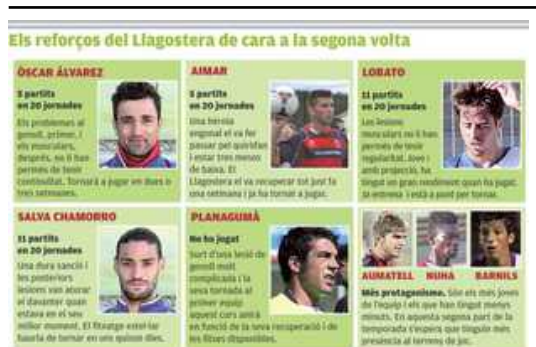 Els reforços del Llagostera de cara a la segona volta
ÒSCAR ÁLVAREZ
5 partits
en 20 jornades
Els problemes al
genoll, primer, i
els musculars,
després, no li han
permès de tenir
continuïtat. Tornarà a jugar en dues o
tres setmanes.
AIMAR
5 partits
en 20 jornades
Una hèrnia
engonal el va fer
passar pel quiròfan
i estar tres mesos
de baixa. El
Llagostera el va recuperar tot just fa
una setmana i ja ha tornat a jugar.
LOBATO
11 partits
en 20 jornades
Les lesions
musculars no li han
permès de tenir
regularitat. Jove i
amb projecció, ha
tingut un gran rendiment quan ha jugat.
Ja entrena i està a punt per tornar.
SALVA CHAMORRO
11 partits
en 20 jornades
Una dura sanció i
les posteriors
lesions van aturar
el davanter quan
estava en el seu
millor moment. El fitxatge estel·lar
hauria de tornar en uns quinze dies.
PLANAGUMÀ
No ha jugat
Surt d'una lesió de
genoll molt
complicada i la
seva tornada al
primer equip
aquest curs anirà
en funció de la seva recuperació i de
les fitxes disponibles.
AUMATELL NUHA BARNILS
Més protagonisme. Són els més joves
de l'equip i els que han tingut menys
minuts. En aquesta segona part de la
temporada s'espera que tinguin més
presència al terreny de joc.